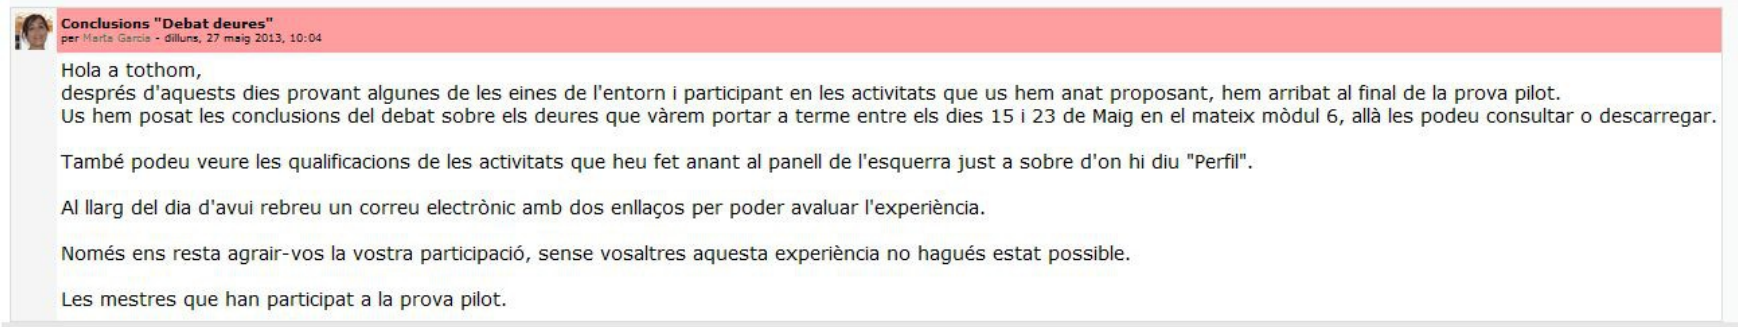 Conclusions "Debat deures"
per Marta Garcia - dilluns, 27 maig 2013, 10:04
Hola a tothom,
després d'aquests dies provant algunes de les eines de l'entorn i participant en les activitats que us hem anat proposant, hem arribat al final de la prova pilot.
Us hem posat les conclusions del debat sobre els deures que vàrem portar a terme entre els dies 15 i 23 de Maig en el mateix mòdul 6, allà les podeu consultar o descarregar.
També podeu veure les qualificacions de les activitats que heu fet anant al panell de l'esquerra just a sobre d'on hi diu "Perfil".
Al llarg del dia d'avui rebreu un correu electrònic amb dos enllaços per poder avaluar l'experiència.
Només ens resta agrair-vos la vostra participació, sense vosaltres aquesta experiència no hagués estat possible.
Les mestres que han participat a la prova pilot.